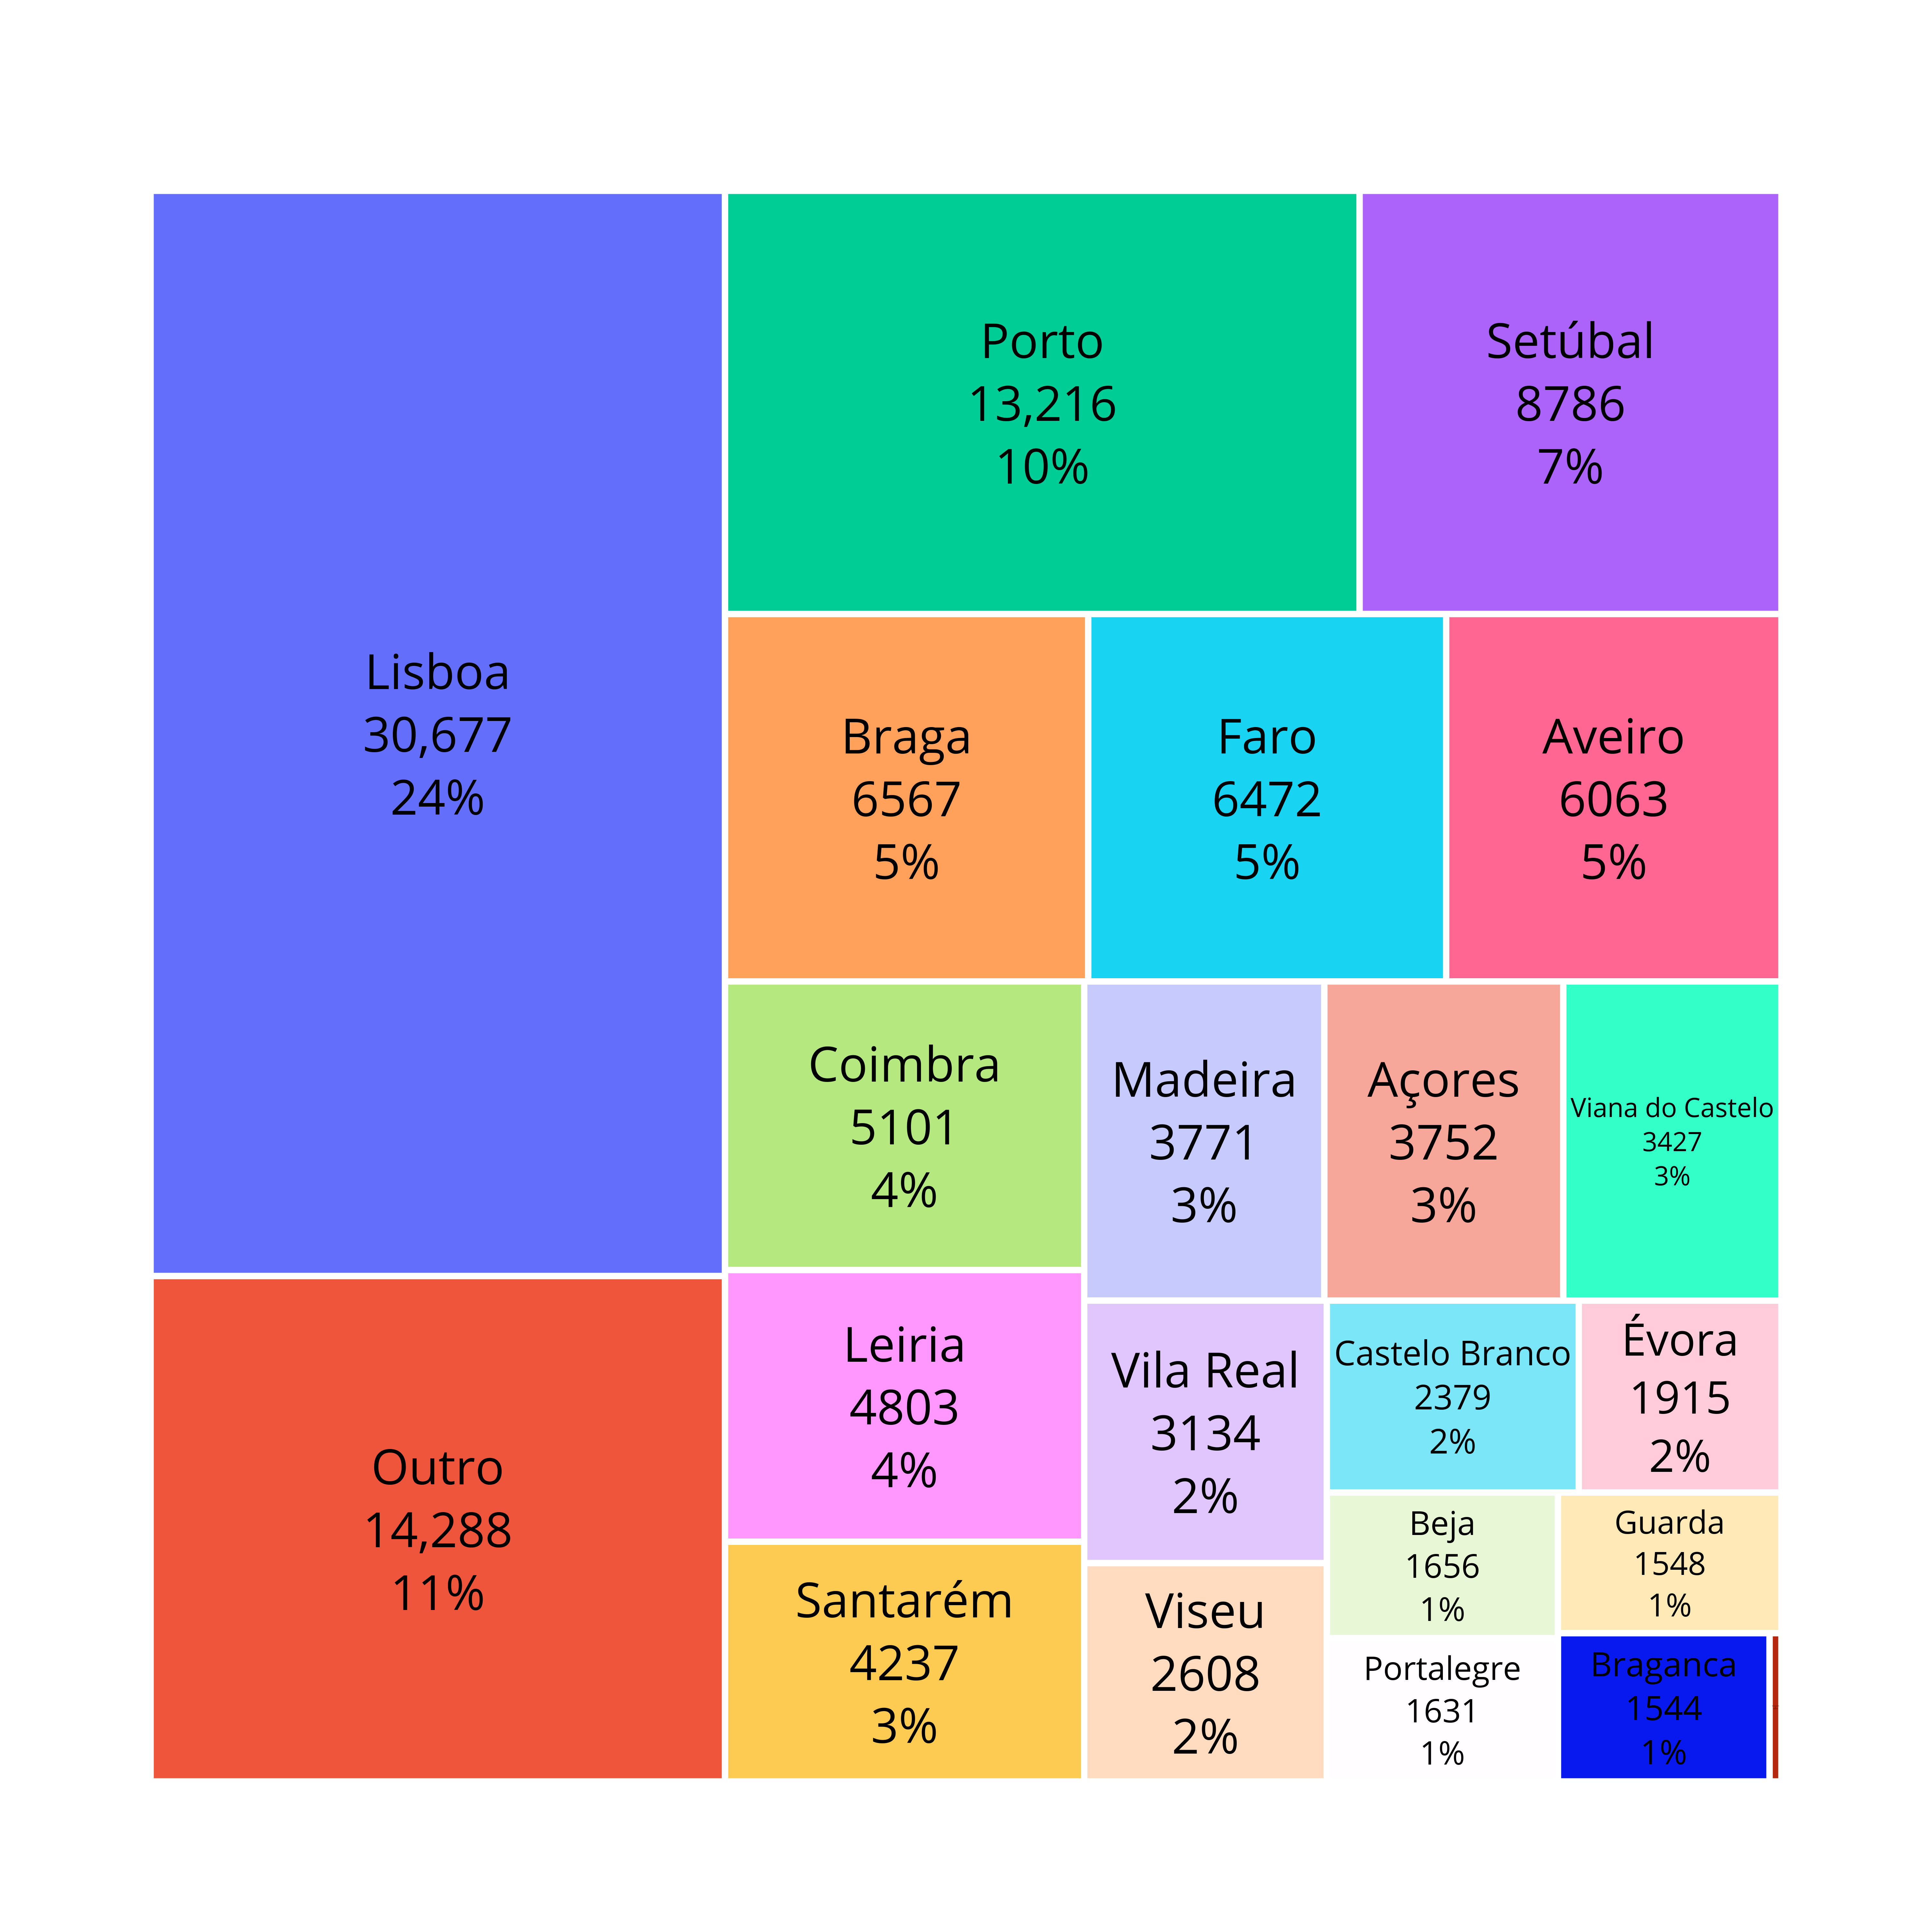 Lisboa
30,677
24%
Outro
14,288
11%
Porto
13,216
10%
Setúbal
8786
7%
Braga
6567
5%
Faro
6472
5%
Aveiro
6063
5%
Coimbra
5101
4%
Leiria
4803
4%
Santarém
4237
3%
Madeira
3771
3%
Açores
3752
3%
Viana do Castelo
3427
3%
Vila Real
3134
2%
Viseu
2608
2%
Castelo Branco
2379
2%
Évora
1915
2%
Beja
1656
1%
Portalegre
1631
1%
Guarda
1548
1%
Braganca
1544
1%